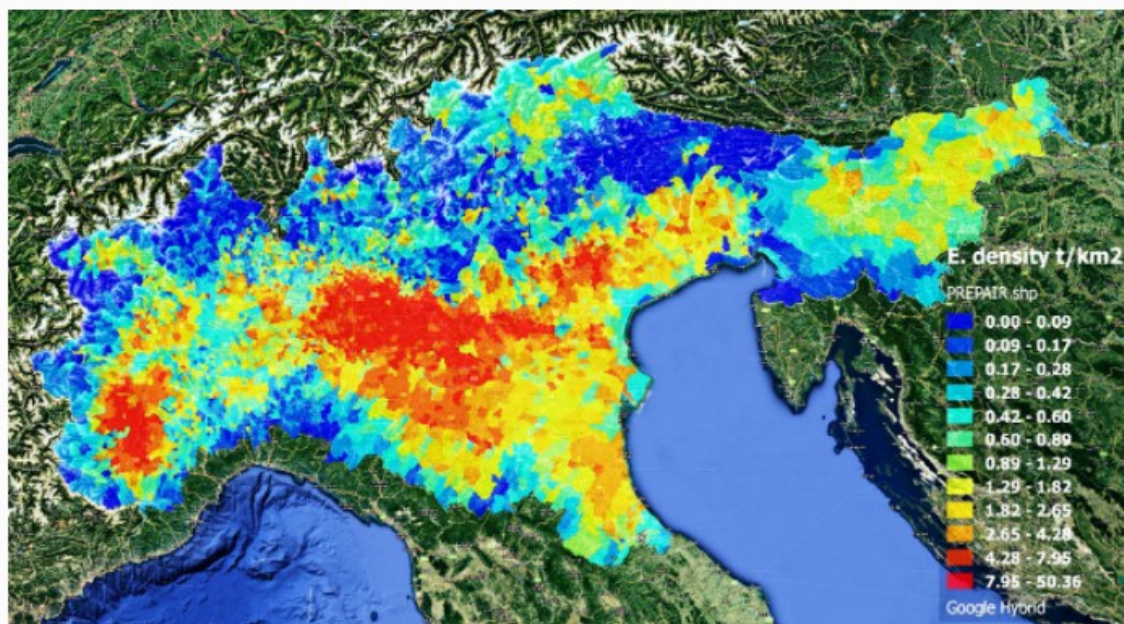 E. density t/km2
PREPAIR shp
0.00 - 0.09
0.09 - 0.17
0.17 - 0.28
0.28 - 0.42
0.42 - 0.60
0.60 - 0.89
0.89 - 1.29
1.29 - 1.82
1.82 - 2.65
2.65 - 4.28
4.28 - 7.95
7.95 - 50.36
Google Hybrid